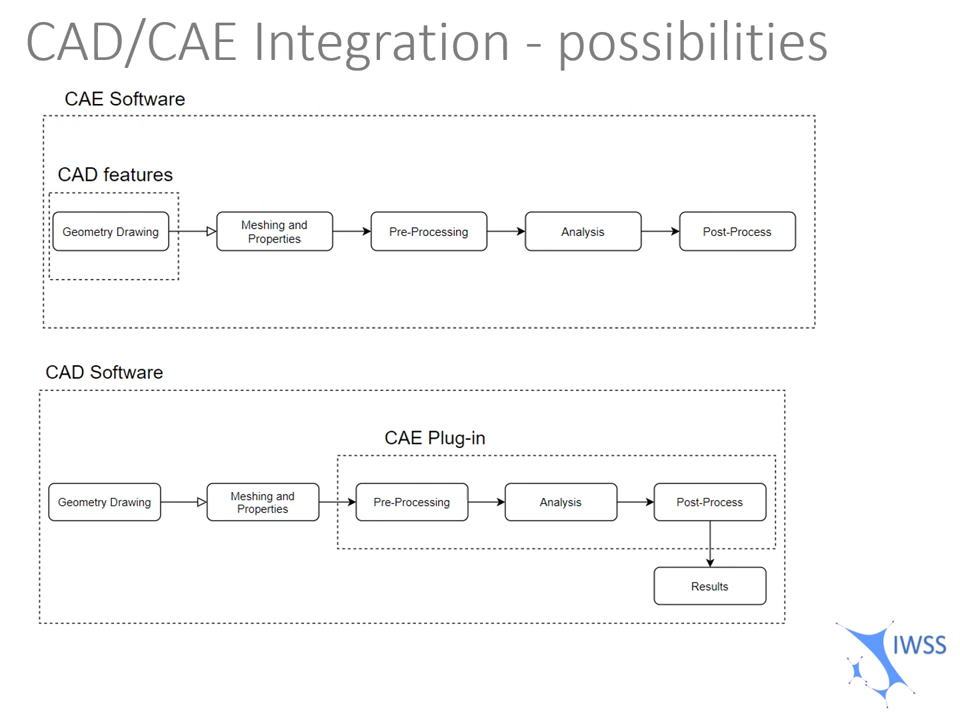 CAD/CAE Integration - possibilities
CAE Software
CAD features
Geometry Drawing
Meshing and
Properties
Pre-Processing
Analysis
Post-Process
CAD Software
CAE Plug-in
Geometry Drawing
Meshing and
Properties
Pre-Processing
Analysis
Post-Process
Results
IWSS